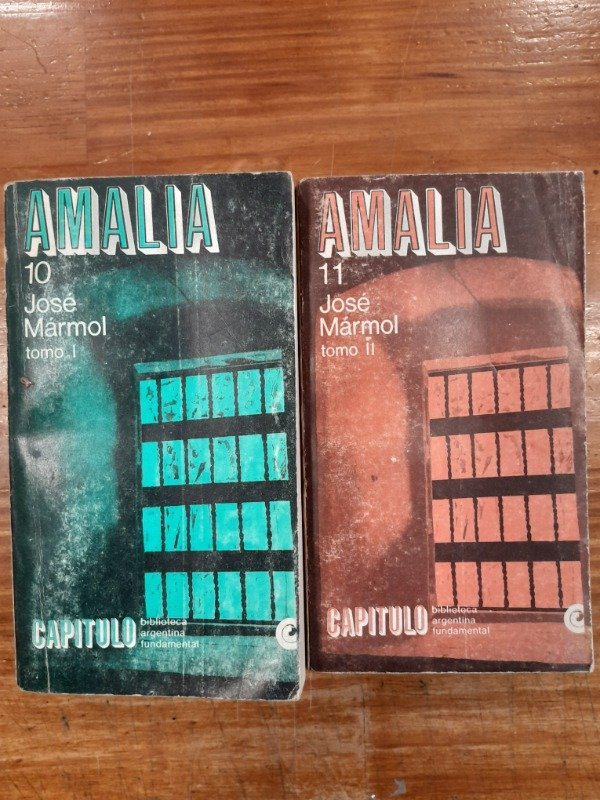 AMALIA
10
José
Mármol
tomo I
CAPITULO
biblioteca
argentina
fundamental
AMALIA
11
José
Mármol
tomo II
CAPITULO
biblioteca
argentina
fundamental